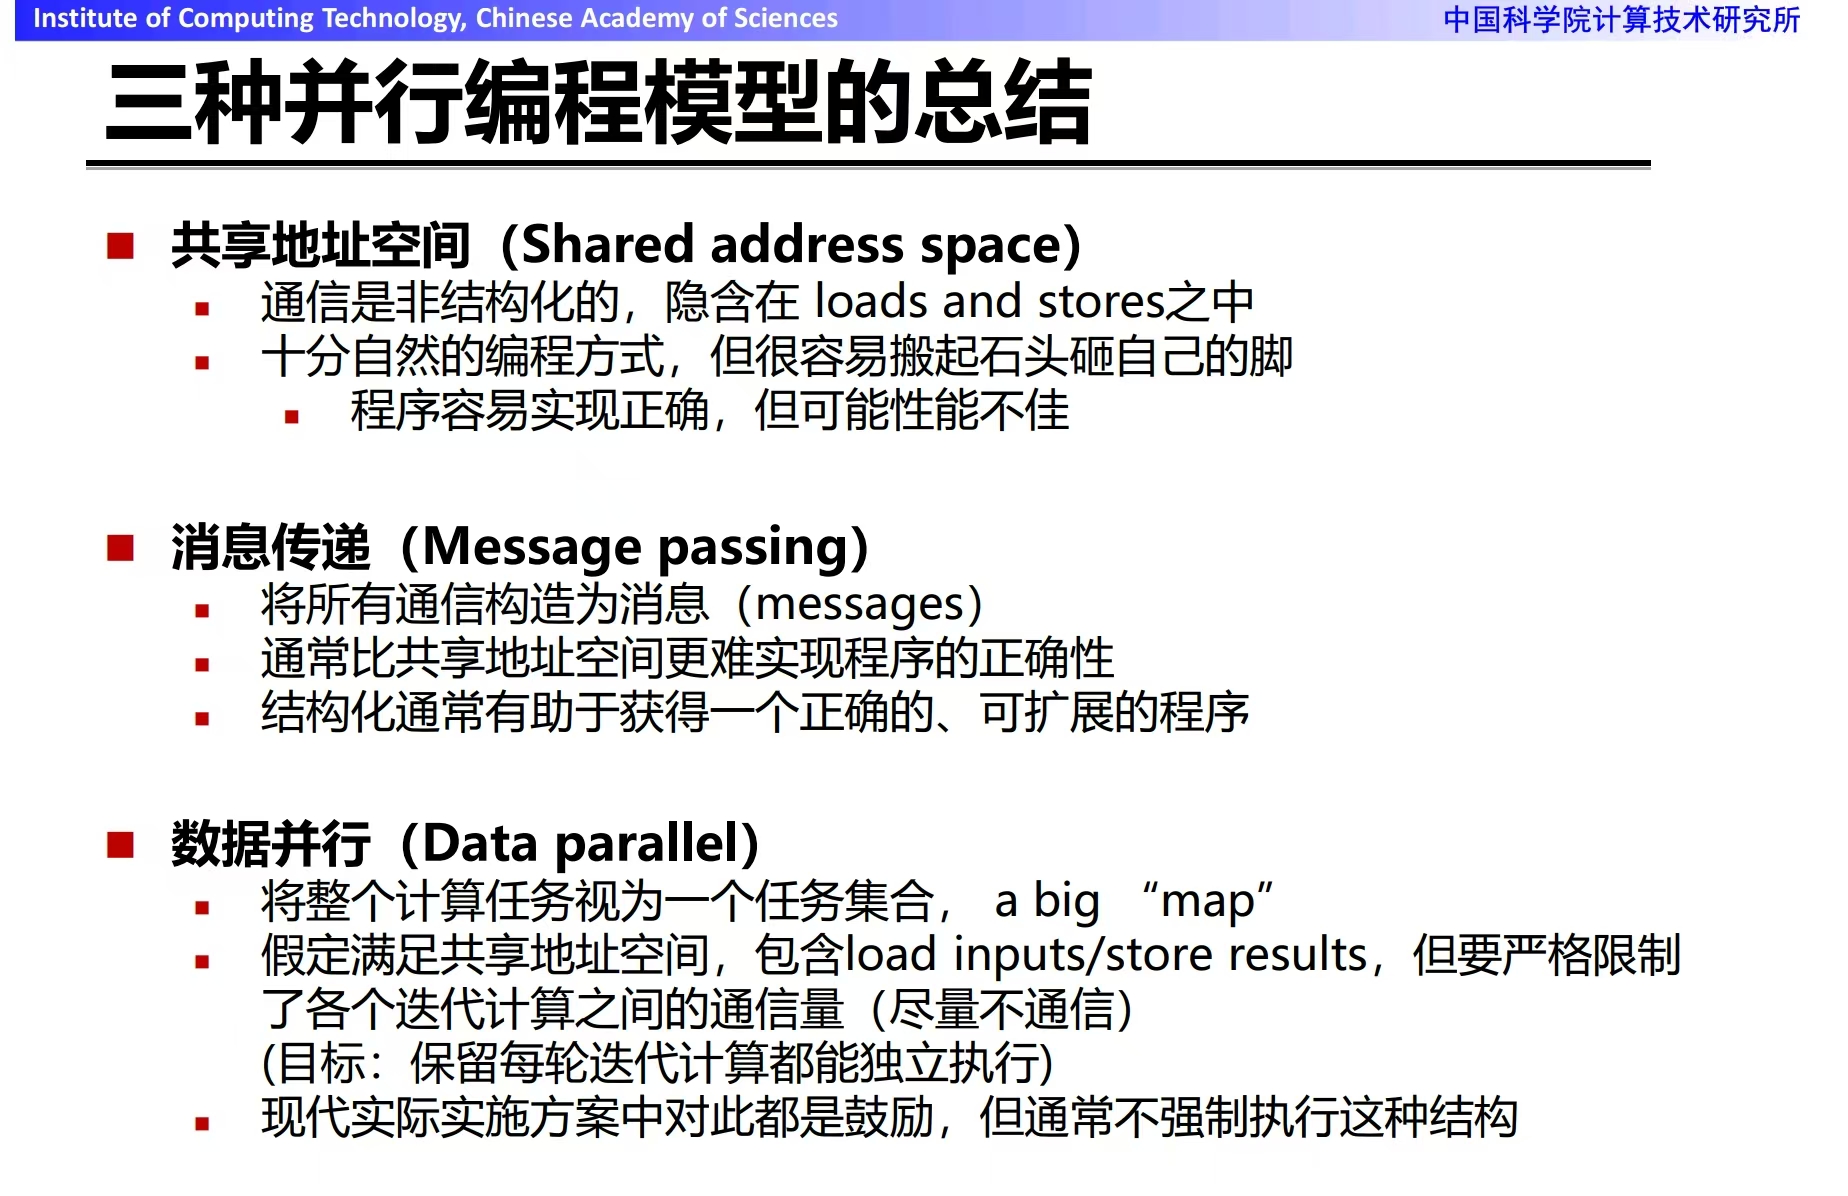 Institute of Computing Technology, Chinese Academy of Sciences 中国科学院计算技术研究所
三种并行编程模型的总结
共享地址空间（Shared address space）
通信是非结构化的，隐含在 loads and stores之中
十分自然的编程方式，但很容易搬起石头砸自己的脚
程序容易实现正确，但可能性能不佳
消息传递（Message passing）
将所有通信构造为消息（messages）
通常比共享地址空间更难实现程序的正确性
结构化通常有助于获得一个正确的、可扩展的程序
数据并行（Data parallel）
将整个计算任务视为一个任务集合， a big “map”
假定满足共享地址空间，包含load inputs/store results，但要严格限制
了各个迭代计算之间的通信量（尽量不通信）
(目标：保留每轮迭代计算都能独立执行)
现代实际实施方案中对此都是鼓励，但通常不强制执行这种结构